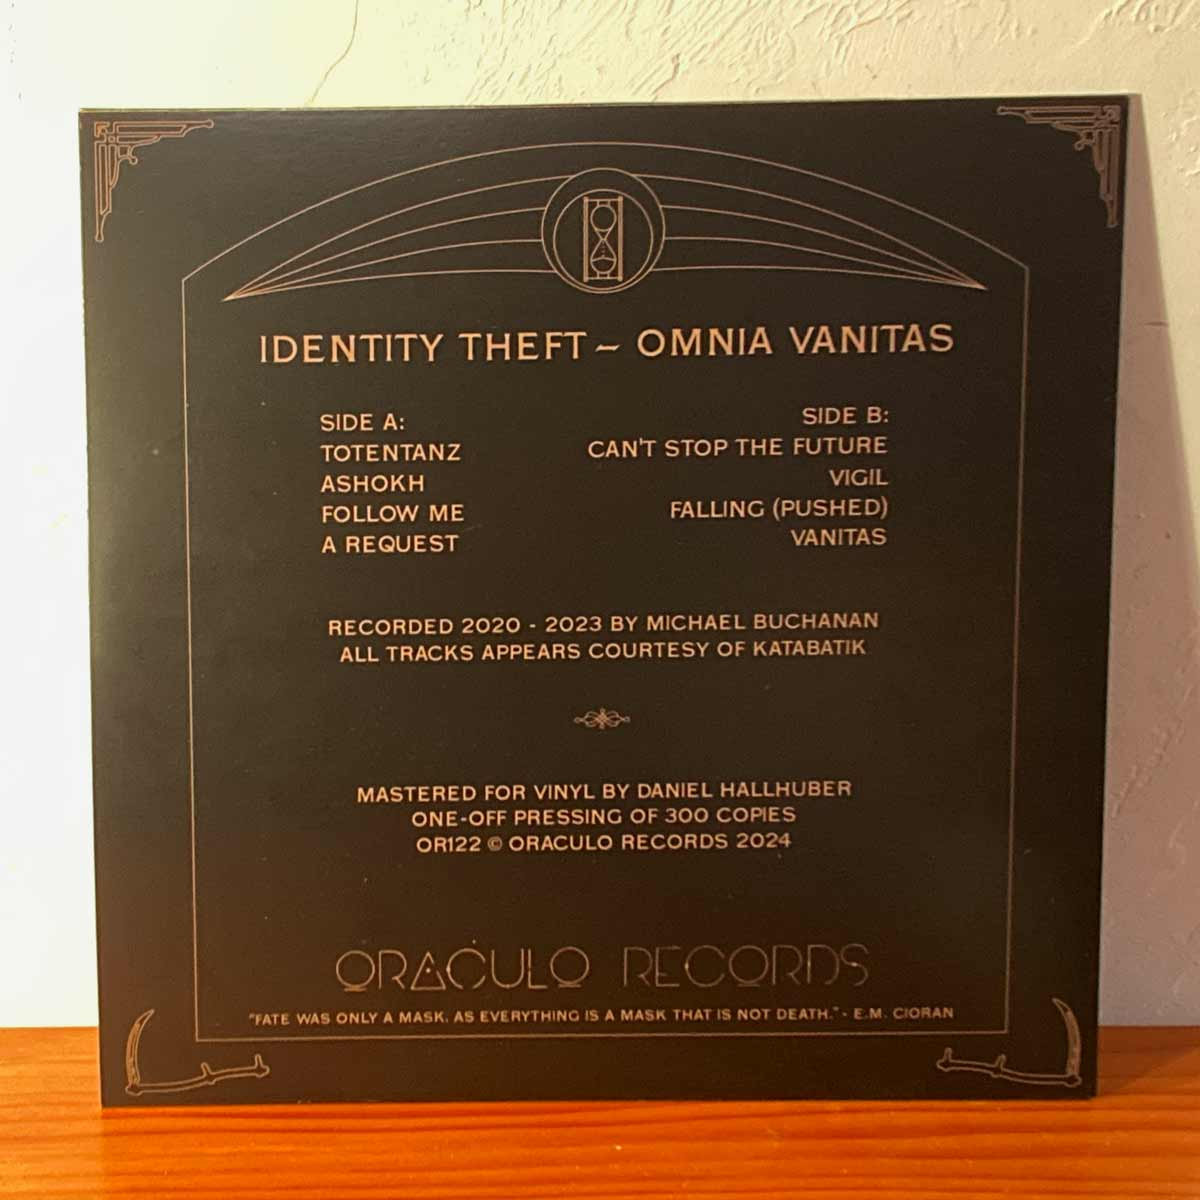 IDENTITY THEFT ~ OMNIA VANITAS
SIDE A:
TOTENTANZ
ASHOKH
FOLLOW ME
A REQUEST
SIDE B:
CAN'T STOP THE FUTURE
VIGIL
FALLING (PUSHED)
VANITAS
RECORDED 2020 - 2023 BY MICHAEL BUCHANAN
ALL TRACKS APPEARS COURTESY OF KATABATIK
MASTERED FOR VINYL BY DANIEL HALLHUBER
ONE-OFF PRESSING OF 300 COPIES
OR122 © ORACULO RECORDS 2024
ORACULO RECORDS
"FATE WAS ONLY A MASK, AS EVERYTHING IS A MASK THAT IS NOT DEATH." - E.M. CIORAN